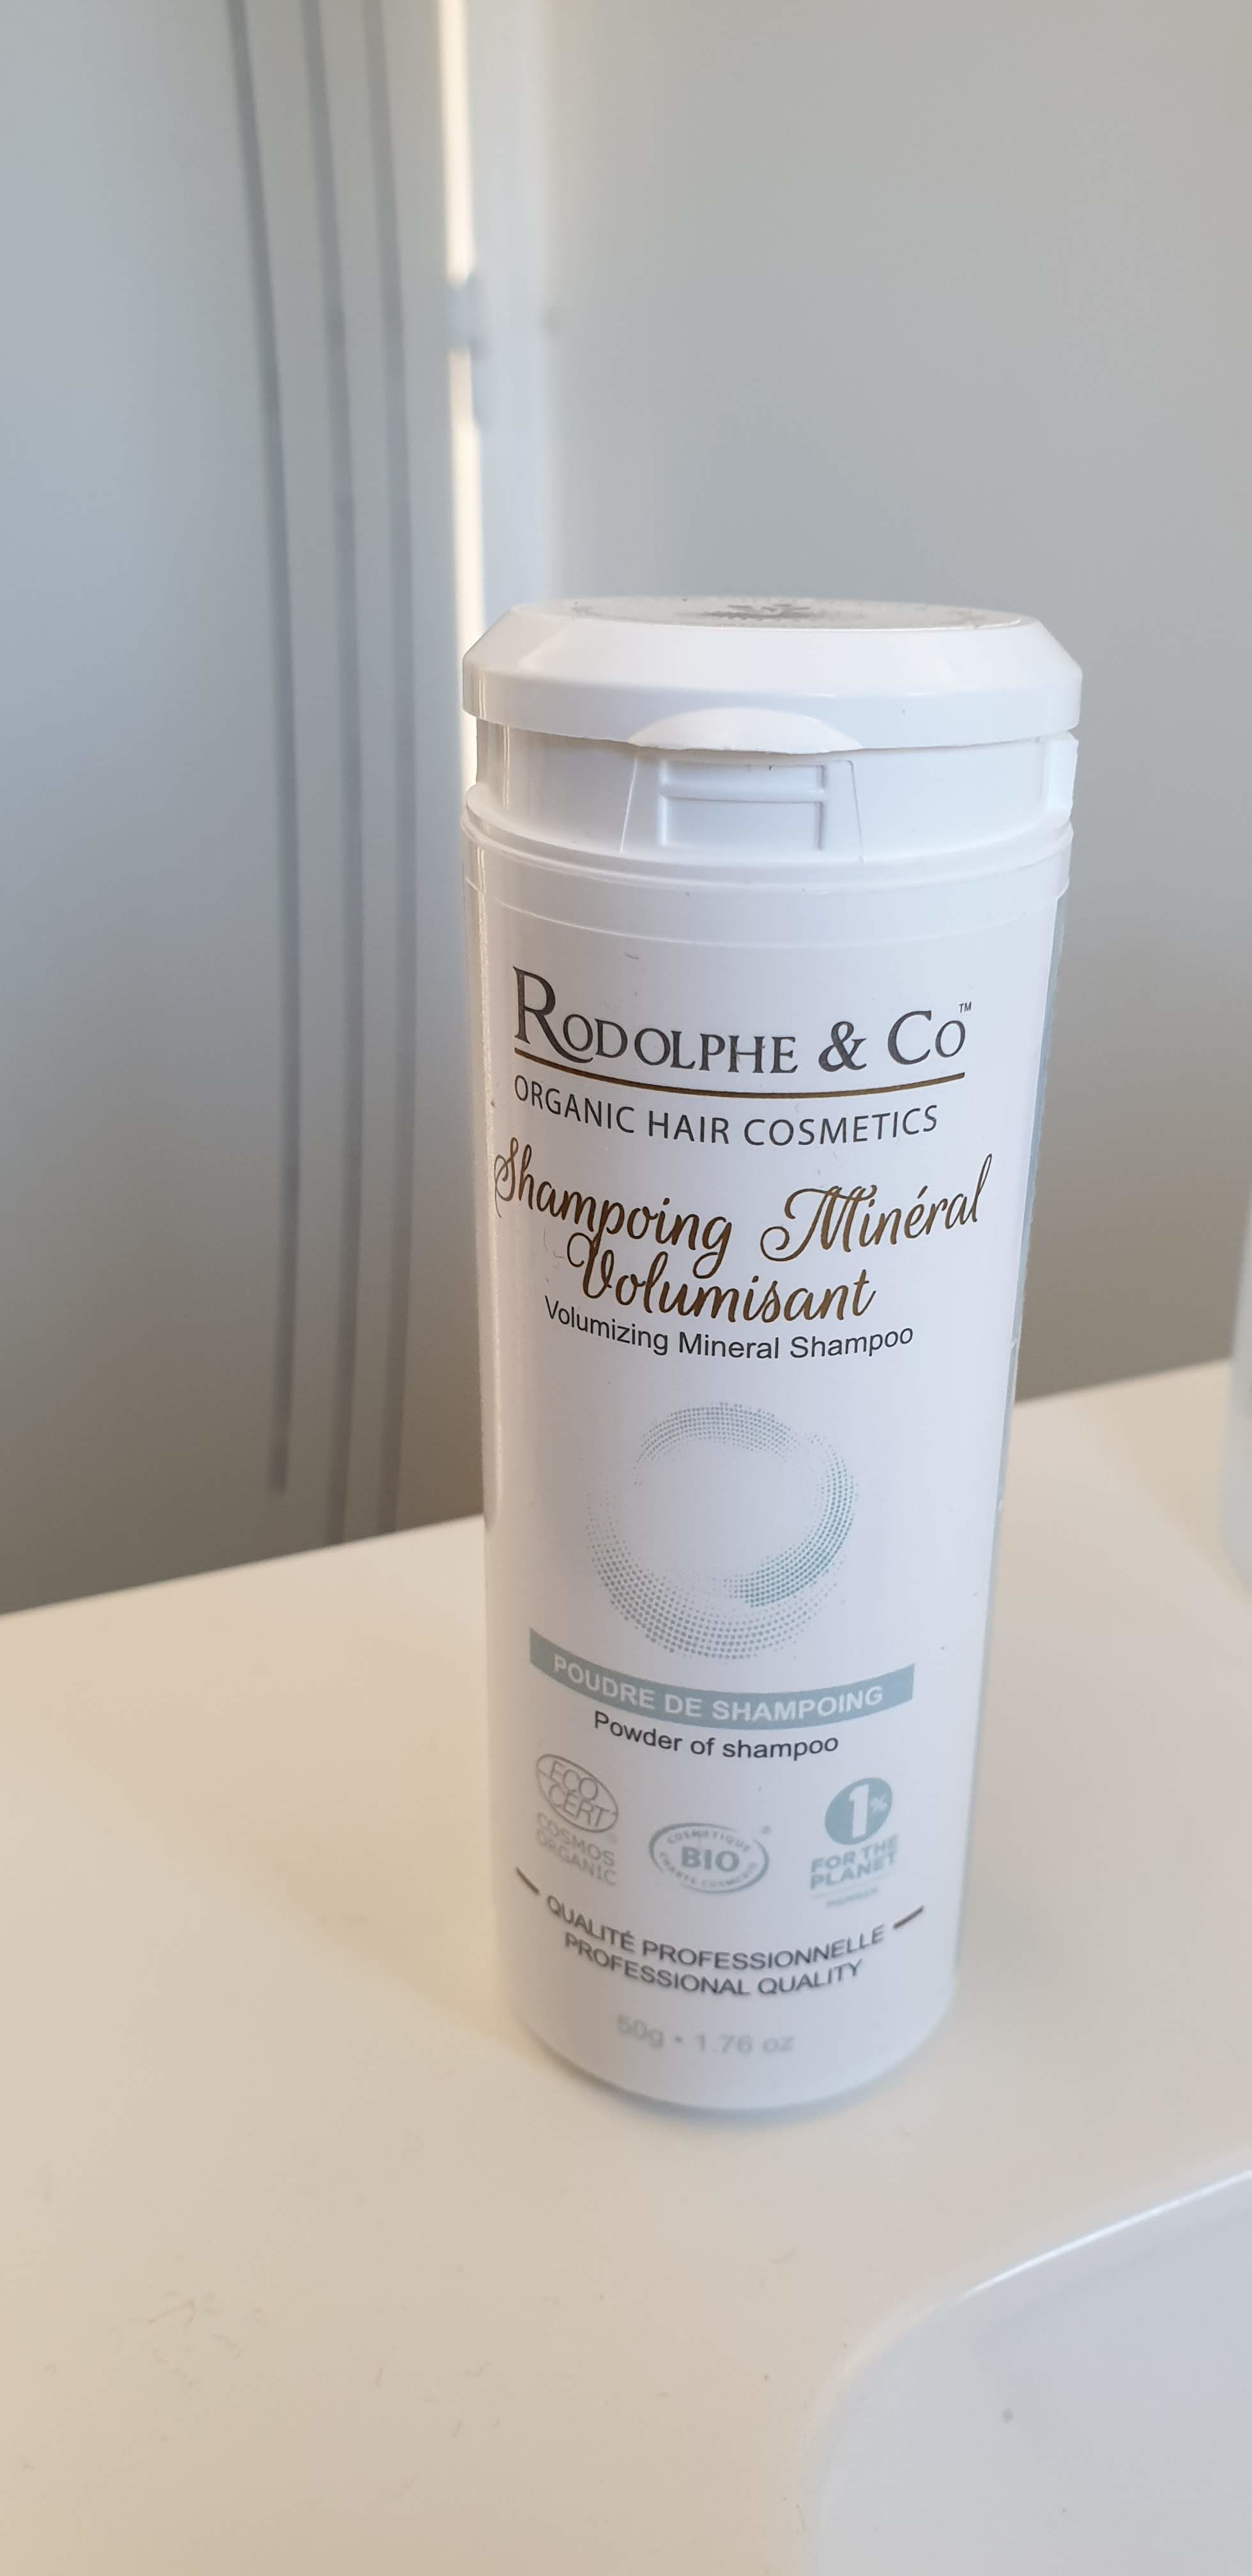 RODOLPHE & CO™
ORGANIC HAIR COSMETICS
Shampoing Minéral
Volumisant
Volumizing Mineral Shampoo
POUDRE DE SHAMPOING
Powder of shampoo
ECO
CERT
COSMOS
ORGANIC
COSMETIQUE
BIO
®
1%
FOR THE
PLANET
QUALITÉ PROFESSIONNELLE
PROFESSIONAL QUALITY
50g • 1.76 oz